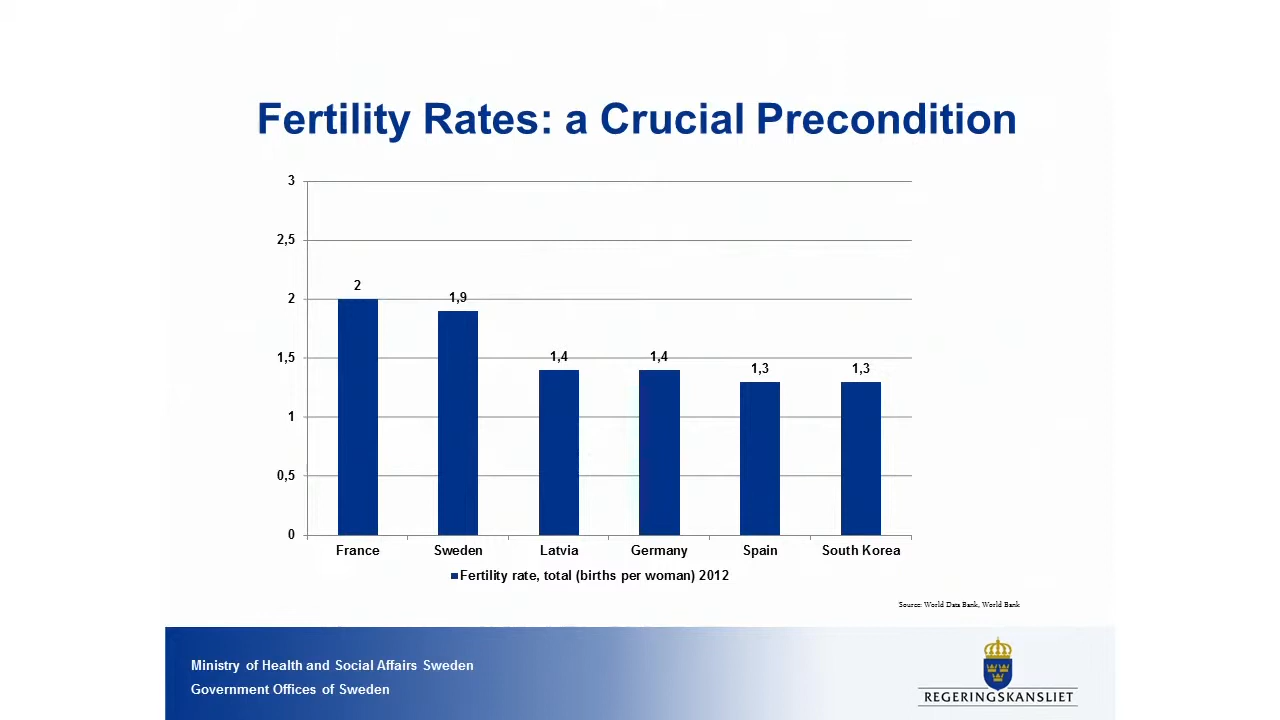 Fertility Rates: a Crucial Precondition
3
2,5
2
1,5
1
0,5
0
2
1,9
1,4
1,4
1,3
1,3
France Sweden Latvia Germany Spain South Korea
Fertility rate, total (births per woman) 2012
Source: World Data Bank, World Bank
Ministry of Health and Social Affairs Sweden
Government Offices of Sweden
REGERINGSKANSLIET